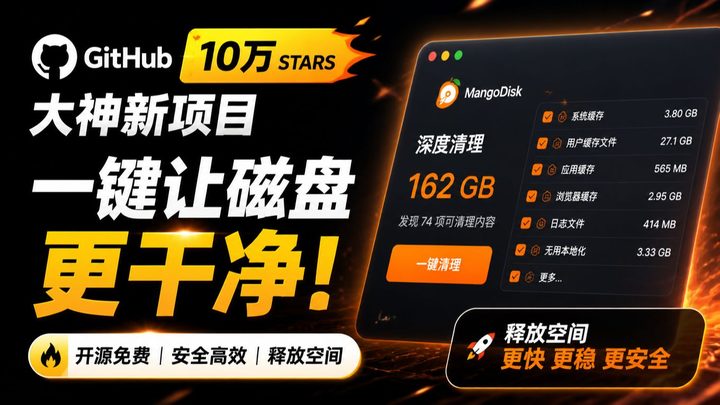 GitHub
10万 STARS
大神新项目
一键让磁盘
更干净!
开源免费 | 安全高效 | 释放空间
MangoDisk
深度清理
162 GB
发现 74 项可清理内容
一键清理
系统缓存 3.80 GB
用户缓存文件 27.1 GB
应用缓存 565 MB
浏览器缓存 2.95 GB
日志文件 414 MB
无用本地化 3.33 GB
更多...
释放空间
更快 更稳 更安全